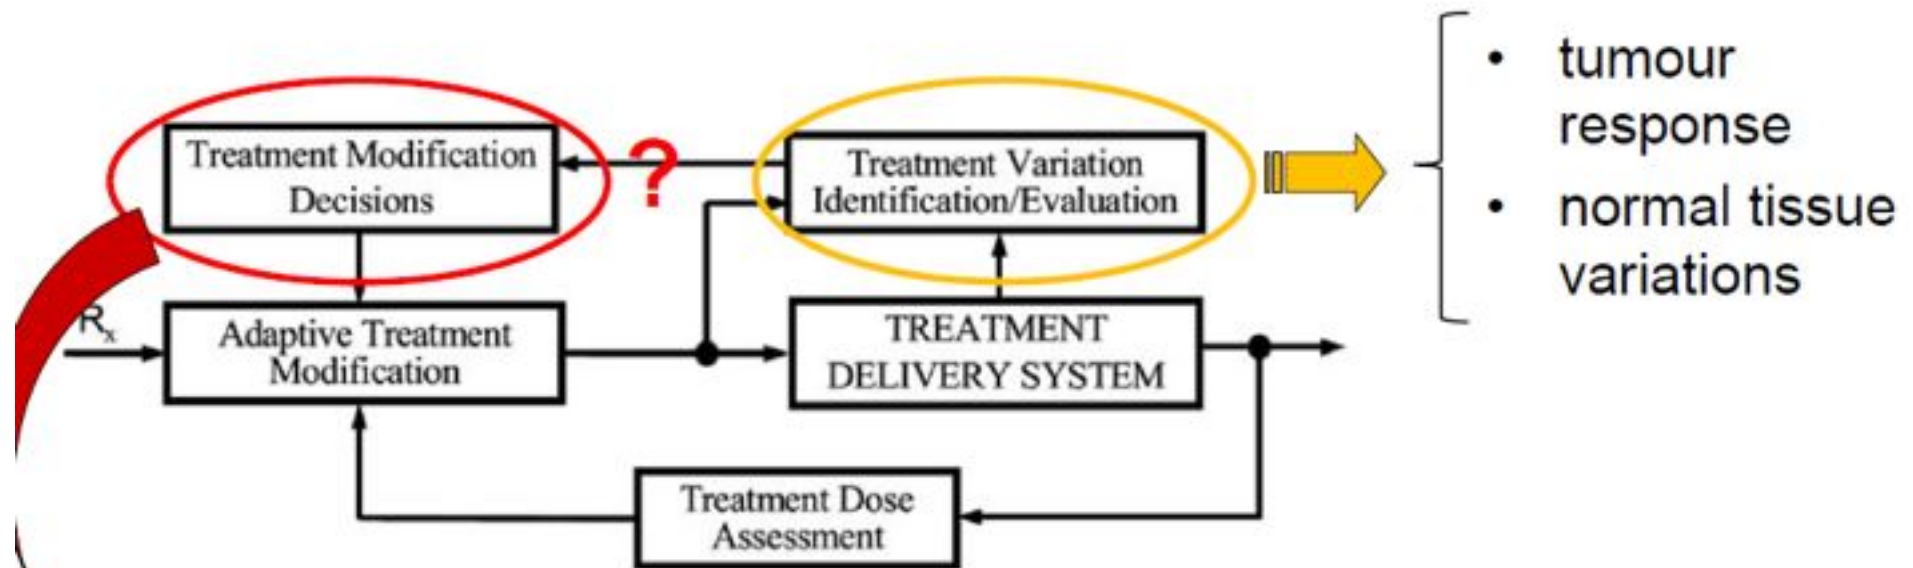 Treatment Modification
Decisions
?
Treatment Variation
Identification/Evaluation
• tumour
response
• normal tissue
variations
Rx
Adaptive Treatment
Modification
TREATMENT
DELIVERY SYSTEM
Treatment Dose
Assessment